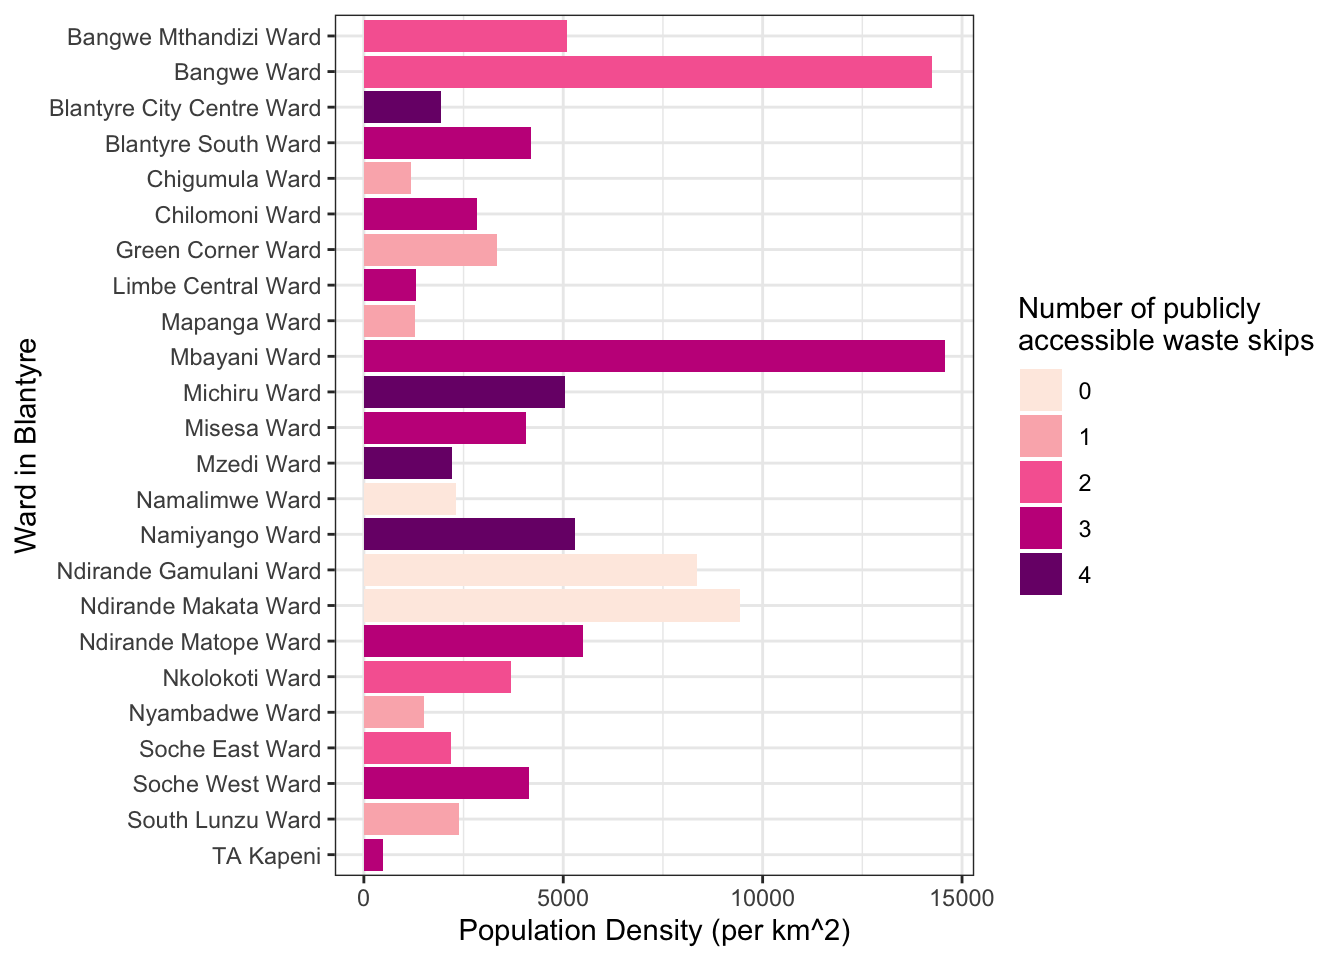 Bangwe Mthandizi Ward
Bangwe Ward
Blantyre City Centre Ward
Blantyre South Ward
Chigumula Ward
Chilomoni Ward
Green Corner Ward
Limbe Central Ward
Mapanga Ward
Mbayani Ward
Michiru Ward
Misesa Ward
Mzedi Ward
Namalimwe Ward
Namiyango Ward
Ndirande Gamulani Ward
Ndirande Makata Ward
Ndirande Matope Ward
Nkolokoti Ward
Nyambadwe Ward
Soche East Ward
Soche West Ward
South Lunzu Ward
TA Kapeni
Ward in Blantyre
0 5000 10000 15000
Population Density (per km^2)
Number of publicly
accessible waste skips
0
1
2
3
4